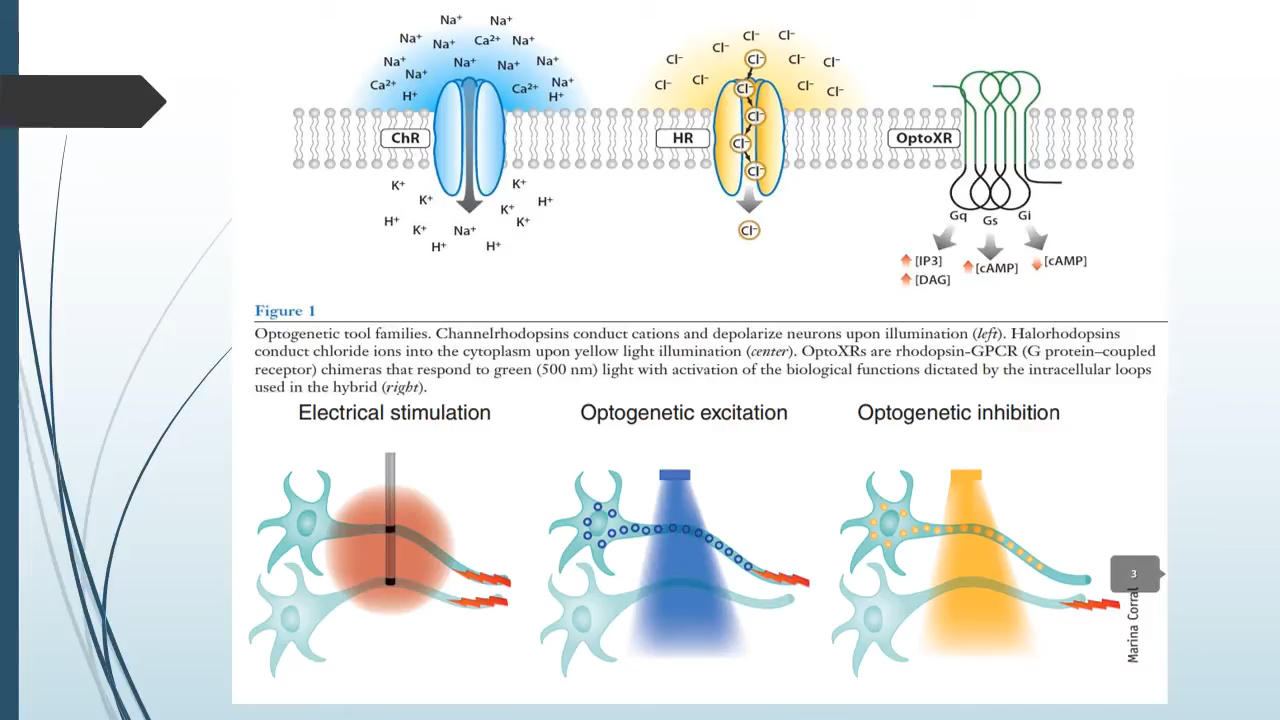 Na⁺ Na⁺
Na⁺ Na⁺ Ca²⁺ Na⁺
Na⁺ Na⁺ Na⁺ Na⁺
Ca²⁺ Na⁺ Ca²⁺ Na⁺
H⁺ H⁺
ChR
K⁺ K⁺
K⁺ K⁺ H⁺
H⁺ K⁺ Na⁺ K⁺
H⁺ H⁺
Cl⁻ Cl⁻
Cl⁻ Cl⁻
Cl⁻ Cl⁻ Cl⁻
Cl⁻ Cl⁻ Cl⁻ Cl⁻ Cl⁻
Cl⁻
HR Cl⁻
Cl⁻
Cl⁻
OptoXR
Gq Gs Gi
[IP3] [cAMP] [cAMP]
[DAG]
Figure 1
Optogenetic tool families. Channelrhodopsins conduct cations and depolarize neurons upon illumination (left). Halorhodopsins
conduct chloride ions into the cytoplasm upon yellow light illumination (center). OptoXRs are rhodopsin-GPCR (G protein–coupled
receptor) chimeras that respond to green (500 nm) light with activation of the biological functions dictated by the intracellular loops
used in the hybrid (right).
Electrical stimulation Optogenetic excitation Optogenetic inhibition
3
Marina Corral